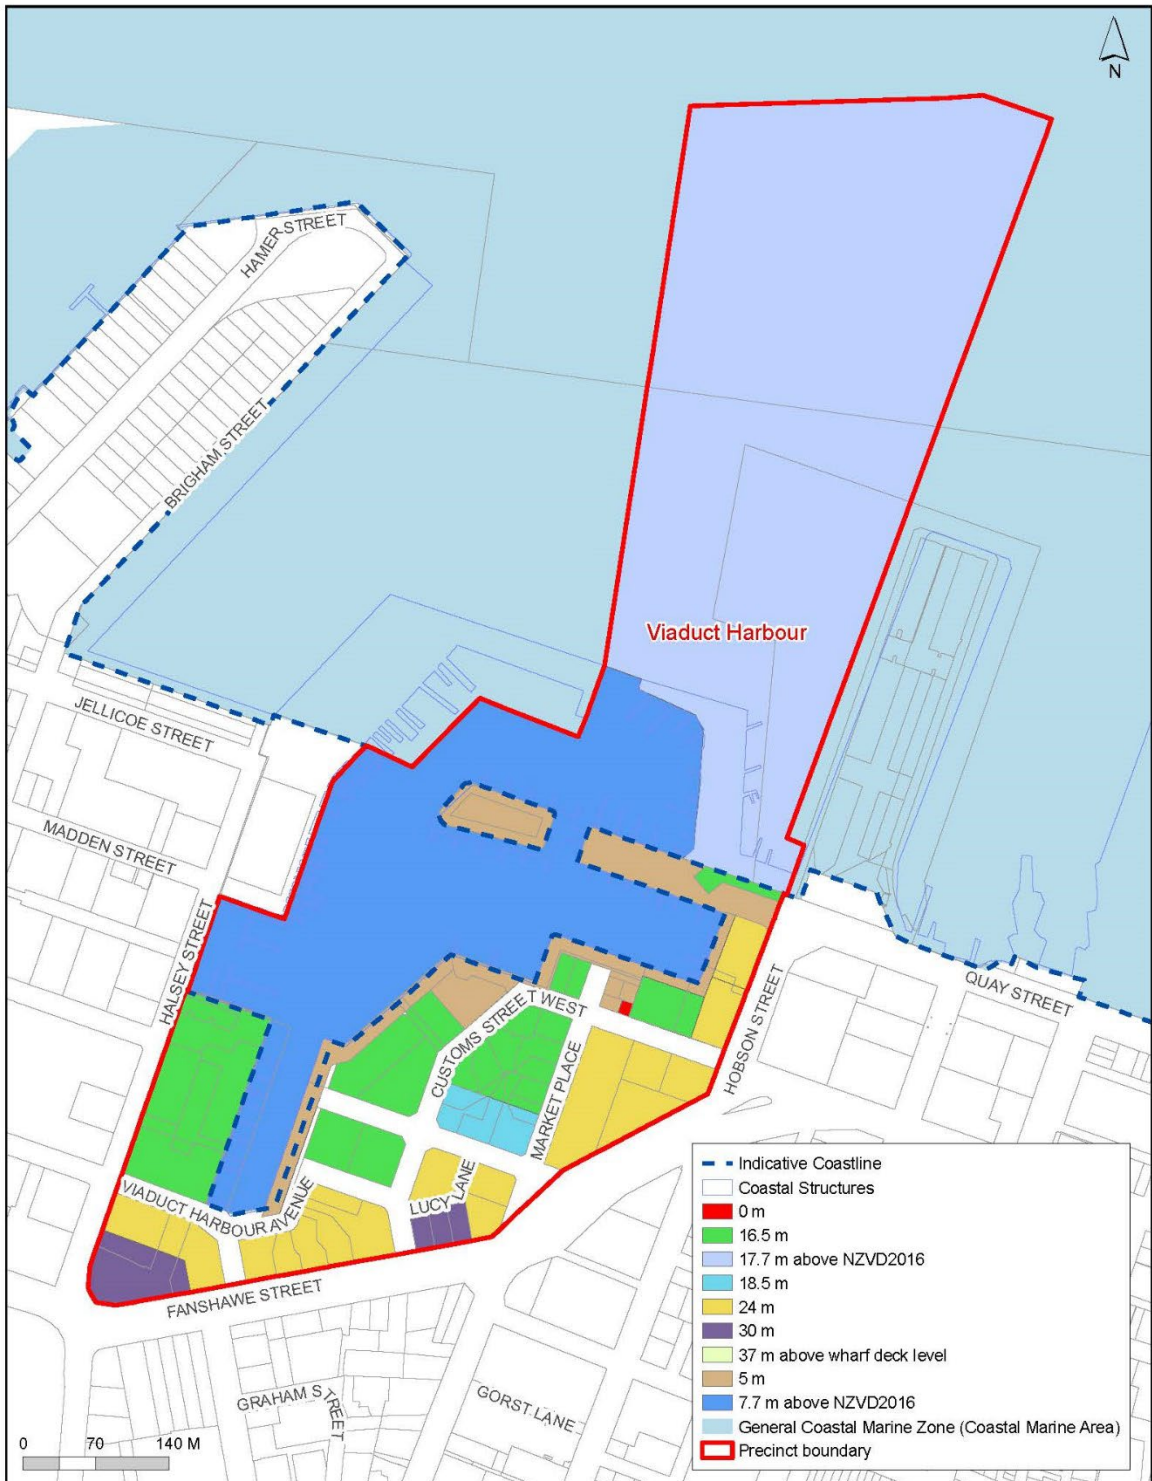 N
HAMER STREET
BRIGHAM STREET
Viaduct Harbour
JELLICOE STREET
MADDEN STREET
HALSEY STREET
QUAY STREET
CUSTOMS STREET WEST
HOBSON STREET
MARKET PLACE
VIADUCT HARBOUR AVENUE
LUCY LANE
FANSHAWE STREET
GRAHAM STREET
GORST LANE
Indicative Coastline
Coastal Structures
0 m
16.5 m
17.7 m above NZVD2016
18.5 m
24 m
30 m
37 m above wharf deck level
5 m
7.7 m above NZVD2016
General Coastal Marine Zone (Coastal Marine Area)
Precinct boundary
0 70 140 M